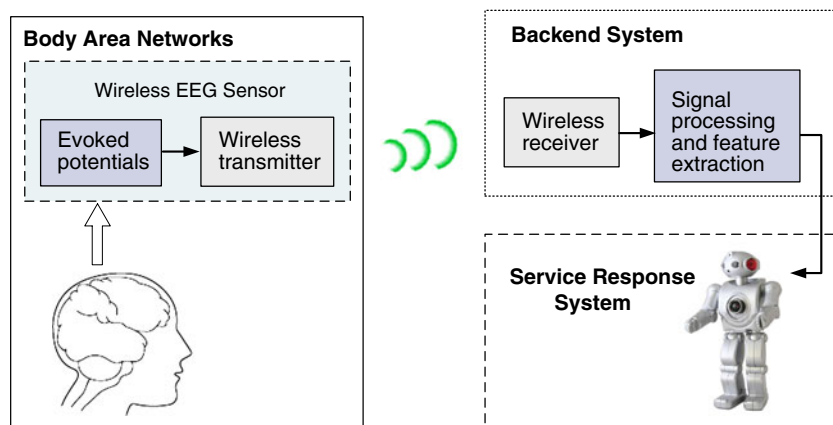 Body Area Networks
Wireless EEG Sensor
Evoked
potentials
Wireless
transmitter
Backend System
Wireless
receiver
Signal
processing
and feature
extraction
Service Response
System